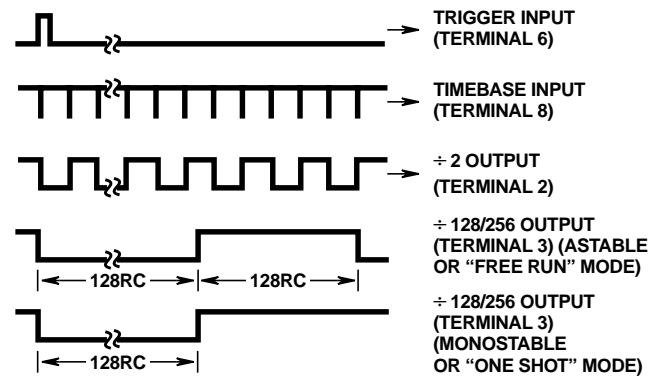 TRIGGER INPUT
(TERMINAL 6)
TIMEBASE INPUT
(TERMINAL 8)
÷ 2 OUTPUT
(TERMINAL 2)
÷ 128/256 OUTPUT
(TERMINAL 3) (ASTABLE
OR “FREE RUN” MODE)
128RC
128RC
÷ 128/256 OUTPUT
(TERMINAL 3)
(MONOSTABLE
OR “ONE SHOT” MODE)
128RC